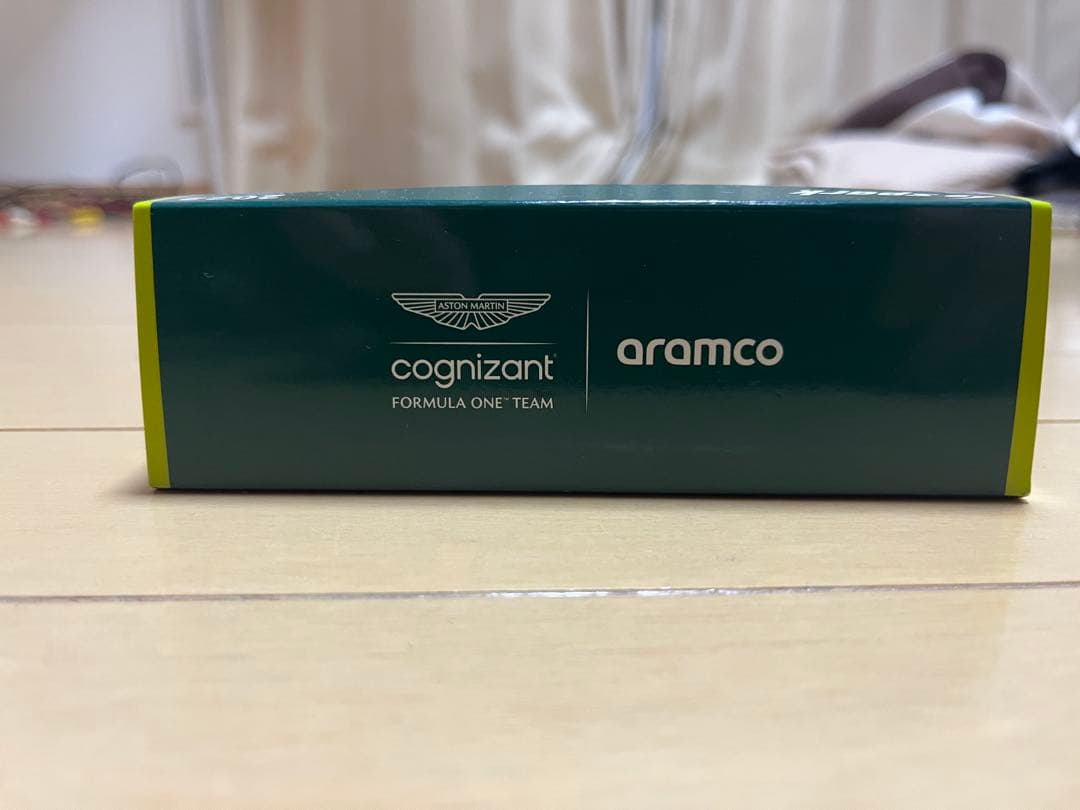 ASTON MARTIN
cognizant
FORMULA ONE™ TEAM
aramco